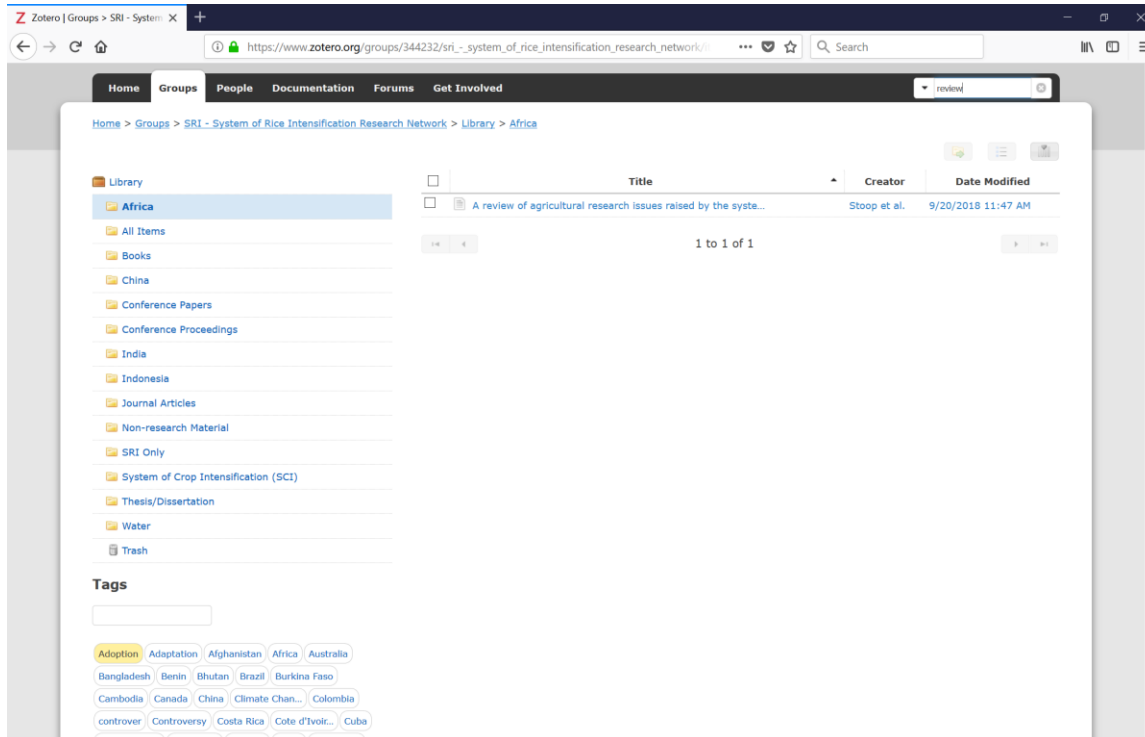 Zotero | Groups > SRI - System
https://www.zotero.org/groups/344232/sri_-_system_of_rice_intensification_research_network/
Search
Home Groups People Documentation Forums Get Involved
review
Home > Groups > SRI - System of Rice Intensification Research Network > Library > Africa
Library
Title Creator Date Modified
Africa
A review of agricultural research issues raised by the syste... Stoop et al. 9/20/2018 11:47 AM
All Items
1 to 1 of 1
Books
China
Conference Papers
Conference Proceedings
India
Indonesia
Journal Articles
Non-research Material
SRI Only
System of Crop Intensification (SCI)
Thesis/Dissertation
Water
Trash
Tags
Adoption Adaptation Afghanistan Africa Australia
Bangladesh Benin Bhutan Brazil Burkina Faso
Cambodia Canada China Climate Chan... Colombia
controver Controversy Costa Rica Cote d'Ivoir... Cuba